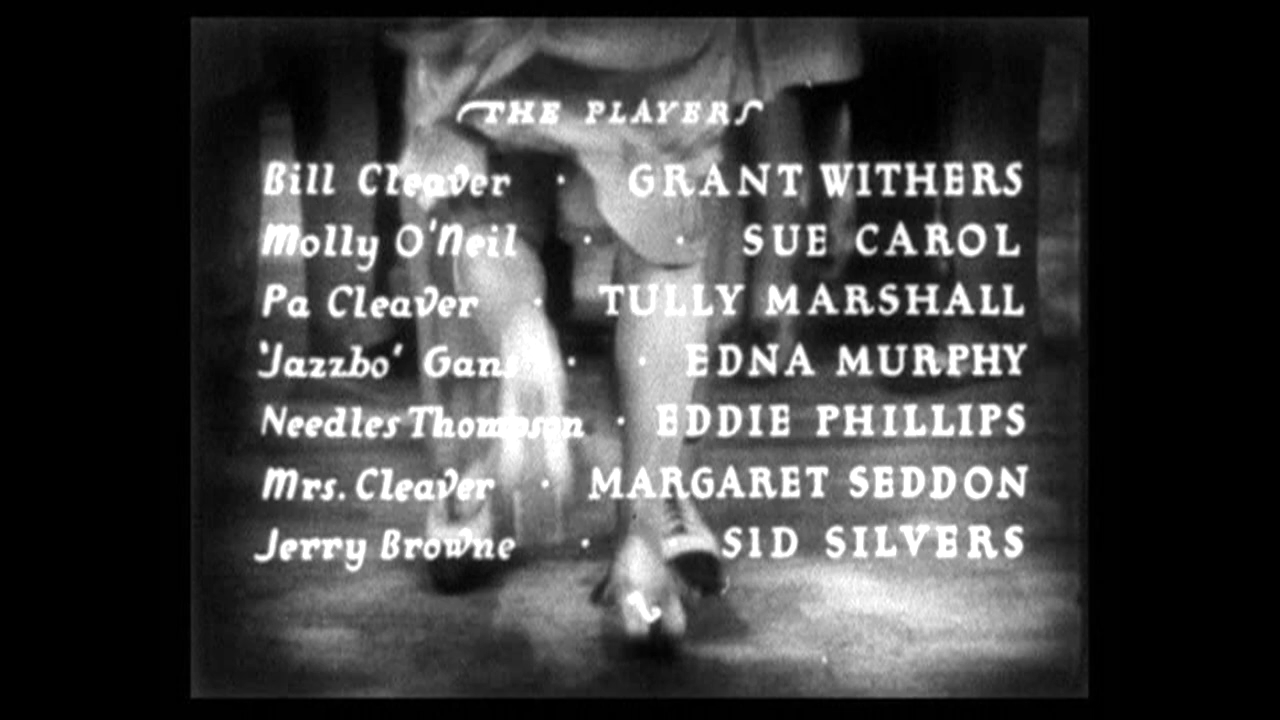 THE PLAYERS
Bill Cleaver · GRANT WITHERS
Molly O'Neil · · SUE CAROL
Pa Cleaver · TULLY MARSHALL
'Jazzbo' Gans · · EDNA MURPHY
Needles Thompson · EDDIE PHILLIPS
Mrs. Cleaver · MARGARET SEDDON
Jerry Browne · SID SILVERS